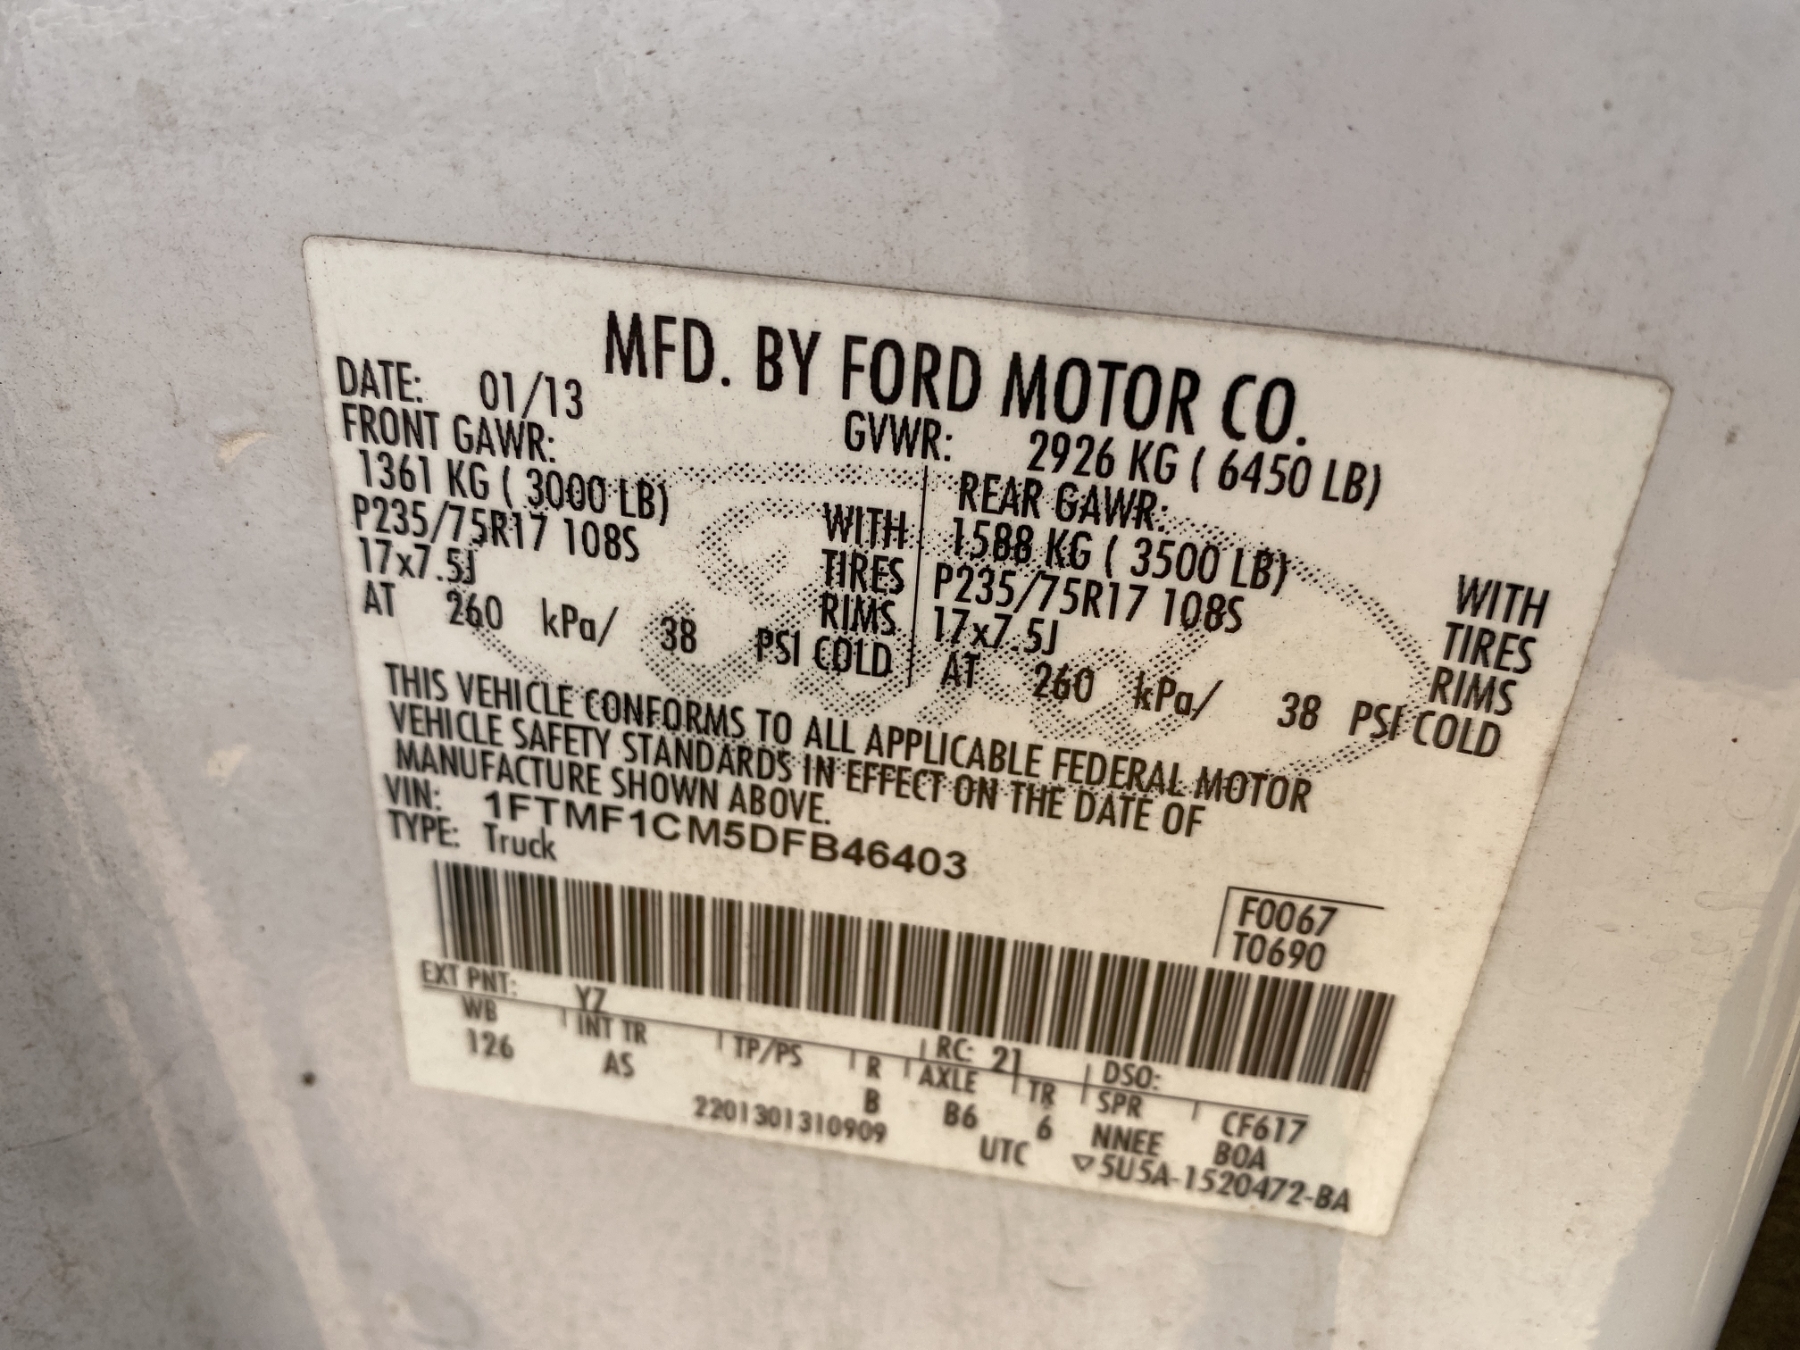 MFD. BY FORD MOTOR CO.
DATE: 01/13 GVWR: 2926 KG ( 6450 LB)
FRONT GAWR: REAR GAWR:
1361 KG ( 3000 LB) WITH 1588 KG ( 3500 LB) WITH
P235/75R17 108S TIRES P235/75R17 108S TIRES
17x7.5J RIMS 17x7.5J RIMS
AT 260 kPa/ 38 PSI COLD AT 260 kPa/ 38 PSI COLD
THIS VEHICLE CONFORMS TO ALL APPLICABLE FEDERAL MOTOR
VEHICLE SAFETY STANDARDS IN EFFECT ON THE DATE OF
MANUFACTURE SHOWN ABOVE.
VIN: 1FTMF1CM5DFB46403
TYPE: Truck
F0067
T0690
EXT PNT: YZ RC: 21 DSO:
WB INT TR TP/PS R AXLE TR SPR CF617
126 AS B B6 6 NNEE BOA
2201301310909 UTC ▽5U5A-1520472-BA